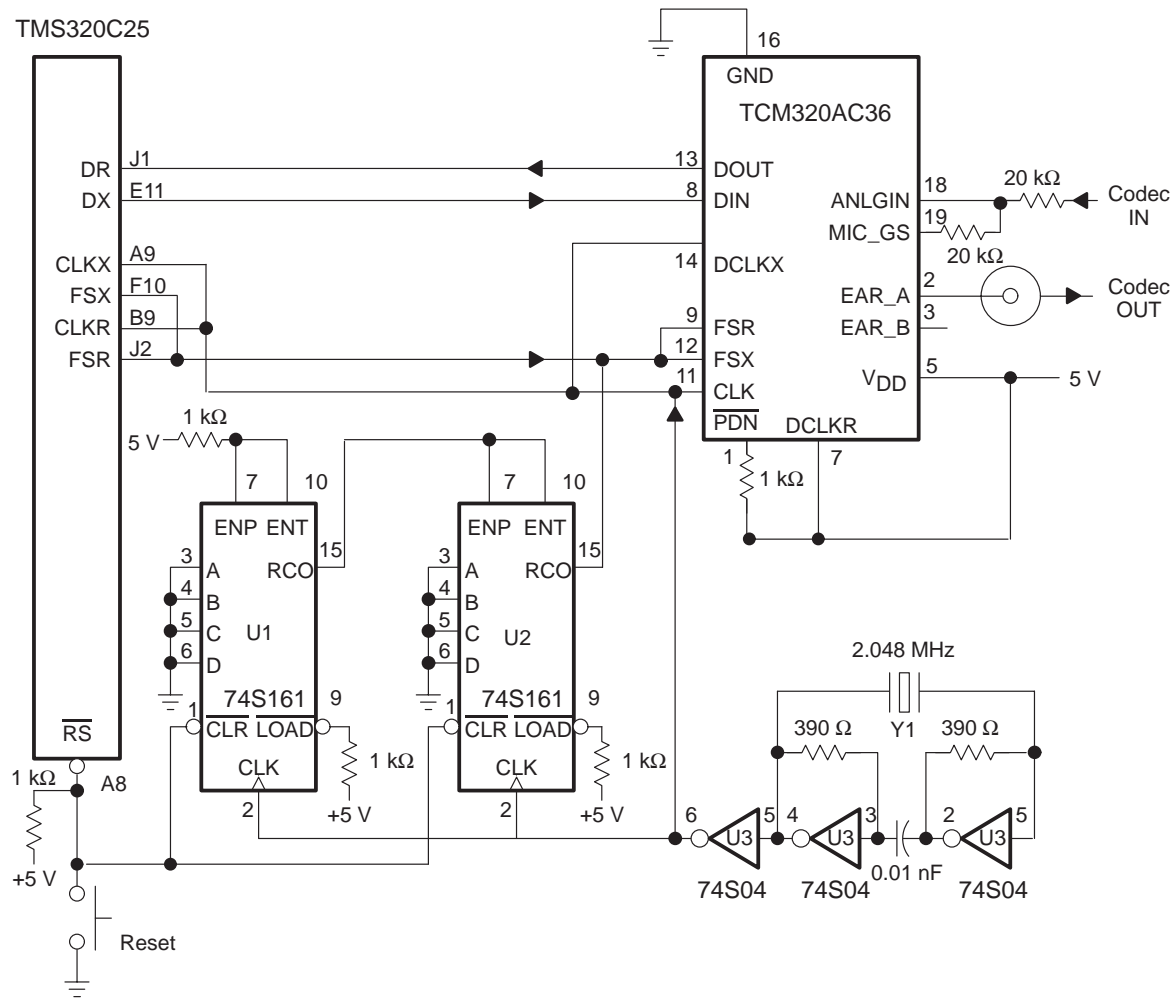 TMS320C25
16
GND
TCM320AC36
DR J1
13 DOUT
DX E11
8 DIN
ANLGIN 18
20 kΩ
Codec
IN
MIC_GS 19
20 kΩ
CLKX A9
14 DCLKX
FSX F10
EAR_A 2
Codec
OUT
CLKR B9
9 FSR
EAR_B 3
FSR J2
12 FSX
11 CLK
VDD 5
5 V
PDN
DCLKR
1
7
1 kΩ
5 V
1 kΩ
7
10
7
10
ENP ENT
ENP ENT
3 A
RCO 15
3 A
RCO 15
4 B
4 B
5 C
5 C
U1
U2
6 D
6 D
74S161
74S161
1
CLR LOAD
9
1
CLR LOAD
9
CLK
CLK
2
2
1 kΩ
1 kΩ
+5 V
+5 V
RS
A8
1 kΩ
+5 V
Reset
2.048 MHz
Y1
390 Ω
390 Ω
6
U3
5
4
U3
3
2
U3
5
0.01 nF
74S04
74S04
74S04